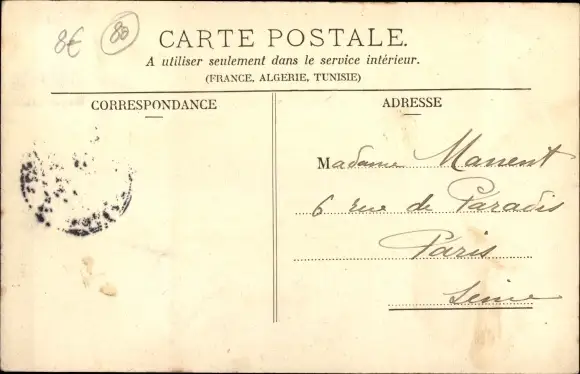 8€ 80
CARTE POSTALE.
A utiliser seulement dans le service intérieur.
(FRANCE, ALGERIE, TUNISIE)
CORRESPONDANCE
ADRESSE
Madame Manent
6 rue de Paradis
Paris
Seine